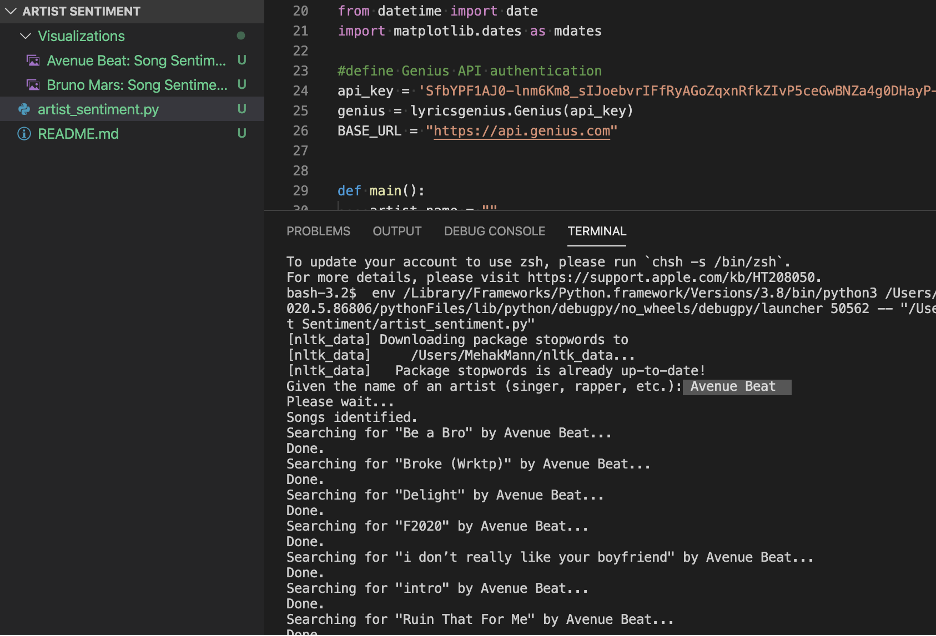 ARTIST SENTIMENT
Visualizations
Avenue Beat: Song Sentim... U
Bruno Mars: Song Sentime... U
artist_sentiment.py U
README.md U
20 from datetime import date
21 import matplotlib.dates as mdates
22
23 #define Genius API authentication
24 api_key = 'SfbYPF1AJ0-lnm6Km8_sIJoebvrIFfRyAGoZqxnRfkZIvP5ceGwBNZa4g0DHayP-
25 genius = lyricsgenius.Genius(api_key)
26 BASE_URL = "https://api.genius.com"
27
28
29 def main():
30 artist_name = ""
PROBLEMS OUTPUT DEBUG CONSOLE TERMINAL
To update your account to use zsh, please run `chsh -s /bin/zsh`.
For more details, please visit https://support.apple.com/kb/HT208050.
bash-3.2$ env /Library/Frameworks/Python.framework/Versions/3.8/bin/python3 /Users/
020.5.86806/pythonFiles/lib/python/debugpy/no_wheels/debugpy/launcher 50562 -- "/Use
t Sentiment/artist_sentiment.py"
[nltk_data] Downloading package stopwords to
[nltk_data] /Users/MehakMann/nltk_data...
[nltk_data] Package stopwords is already up-to-date!
Given the name of an artist (singer, rapper, etc.): Avenue Beat
Please wait...
Songs identified.
Searching for "Be a Bro" by Avenue Beat...
Done.
Searching for "Broke (Wrktp)" by Avenue Beat...
Done.
Searching for "Delight" by Avenue Beat...
Done.
Searching for "F2020" by Avenue Beat...
Done.
Searching for "i don’t really like your boyfriend" by Avenue Beat...
Done.
Searching for "intro" by Avenue Beat...
Done.
Searching for "Ruin That For Me" by Avenue Beat...
Done.